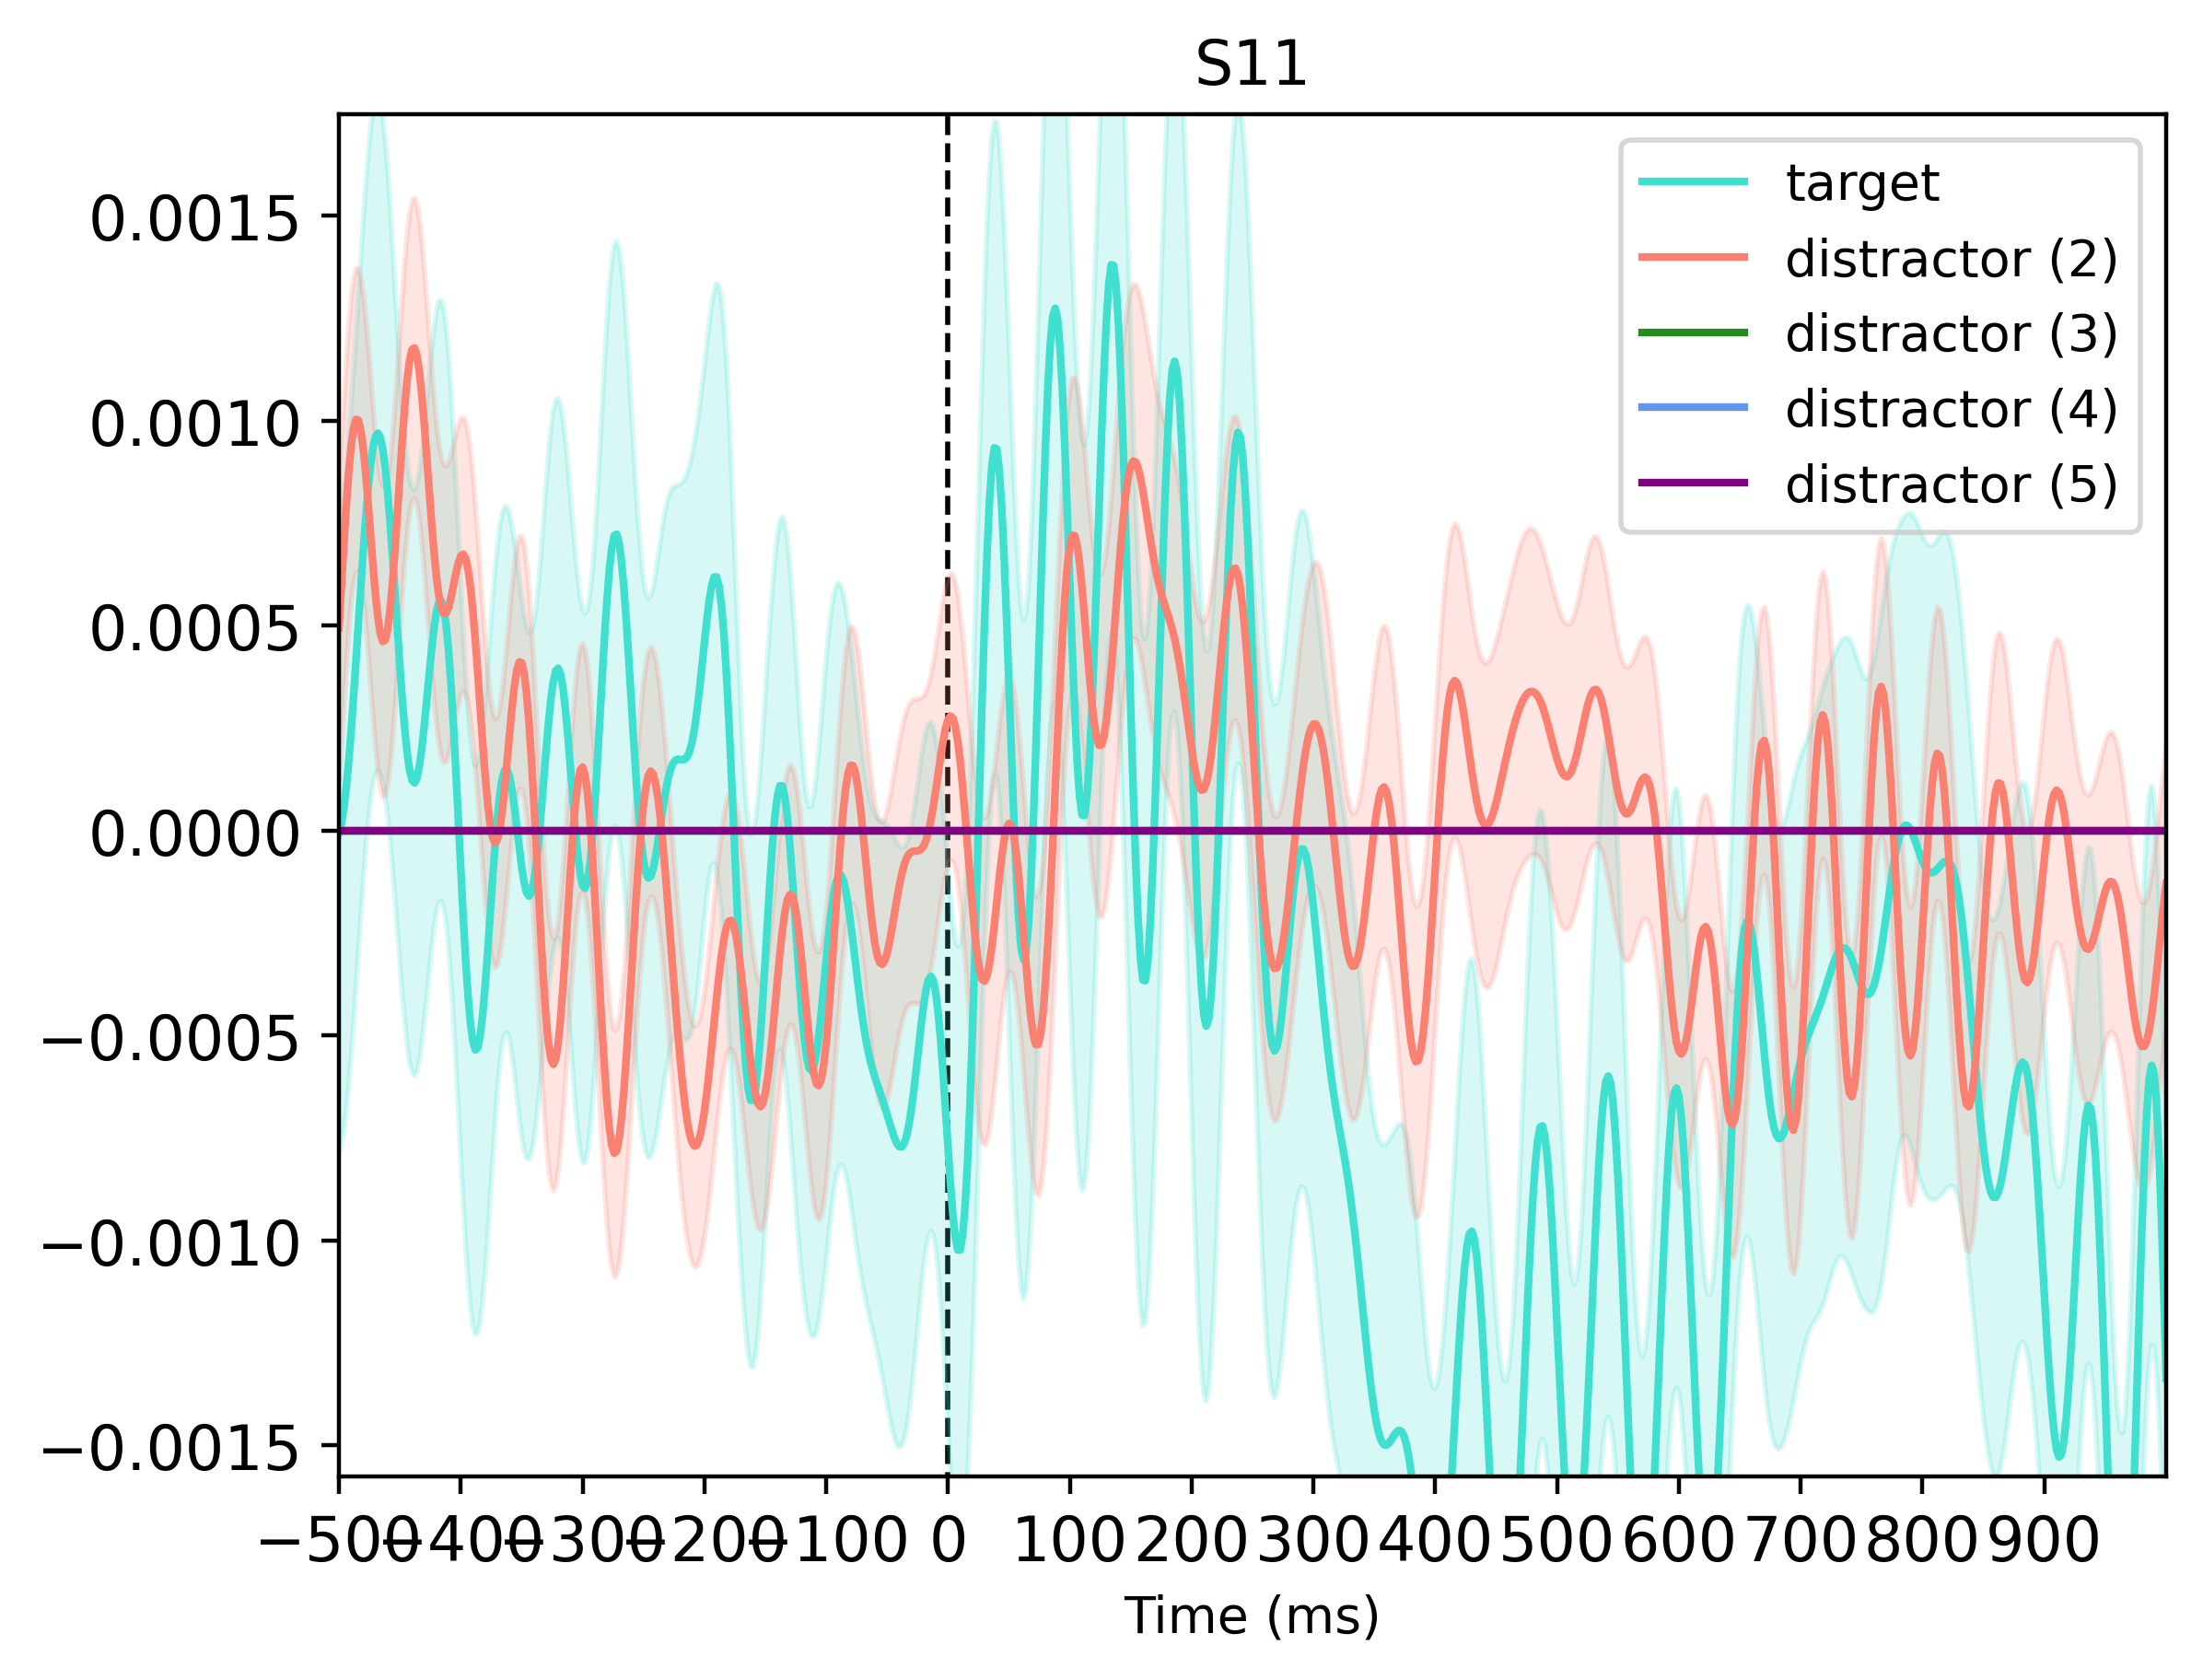 S11
target
distractor (2)
distractor (3)
distractor (4)
distractor (5)
0.0015
0.0010
0.0005
0.0000
−0.0005
−0.0010
−0.0015
−500 −400 −300 −200 −100 0 100 200 300 400 500 600 700 800 900
Time (ms)